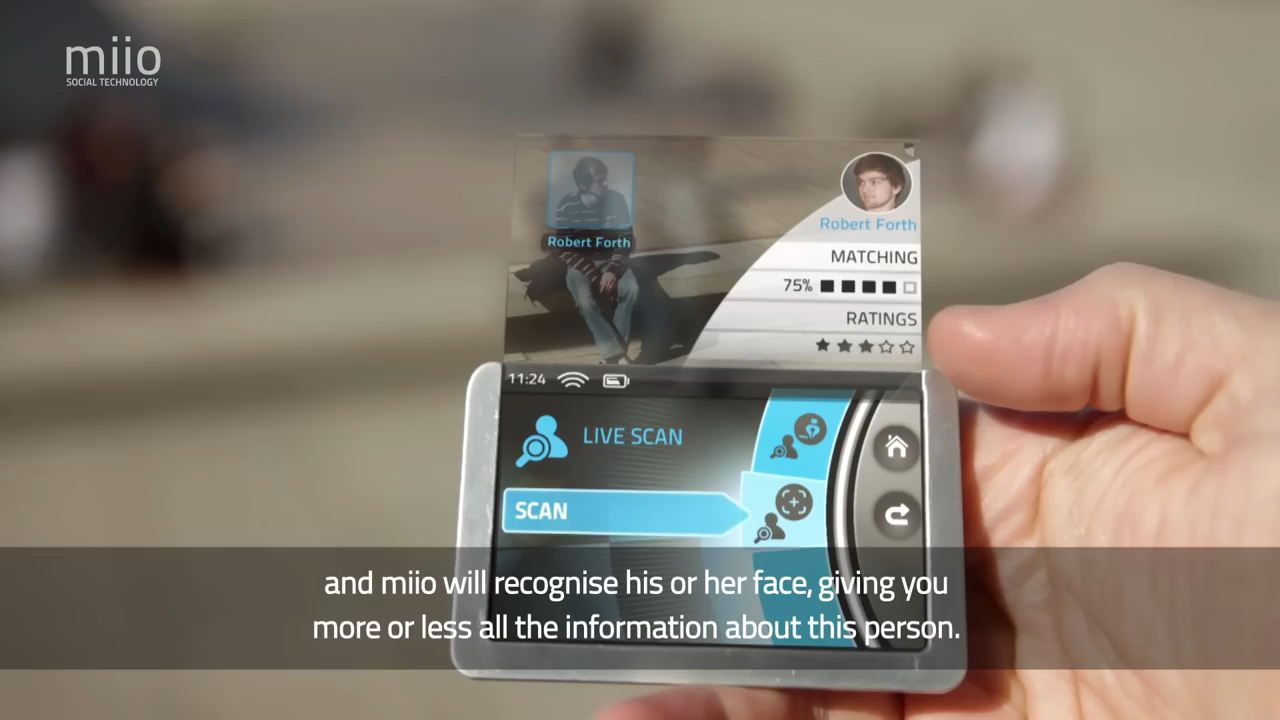 miio
SOCIAL TECHNOLOGY
Robert Forth
Robert Forth
MATCHING
75%
RATINGS
11:24
LIVE SCAN
SCAN
and miio will recognise his or her face, giving you
more or less all the information about this person.